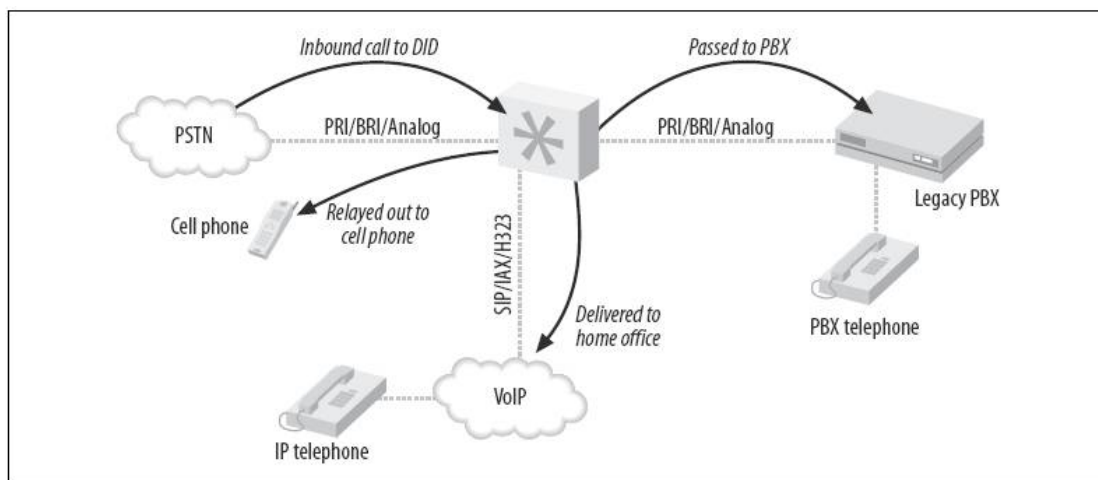 Inbound call to DID
Passed to PBX
PSTN
PRI/BRI/Analog
PRI/BRI/Analog
Legacy PBX
Cell phone
Relayed out to
cell phone
SIP/IAX/H323
PBX telephone
Delivered to
home office
VoIP
IP telephone